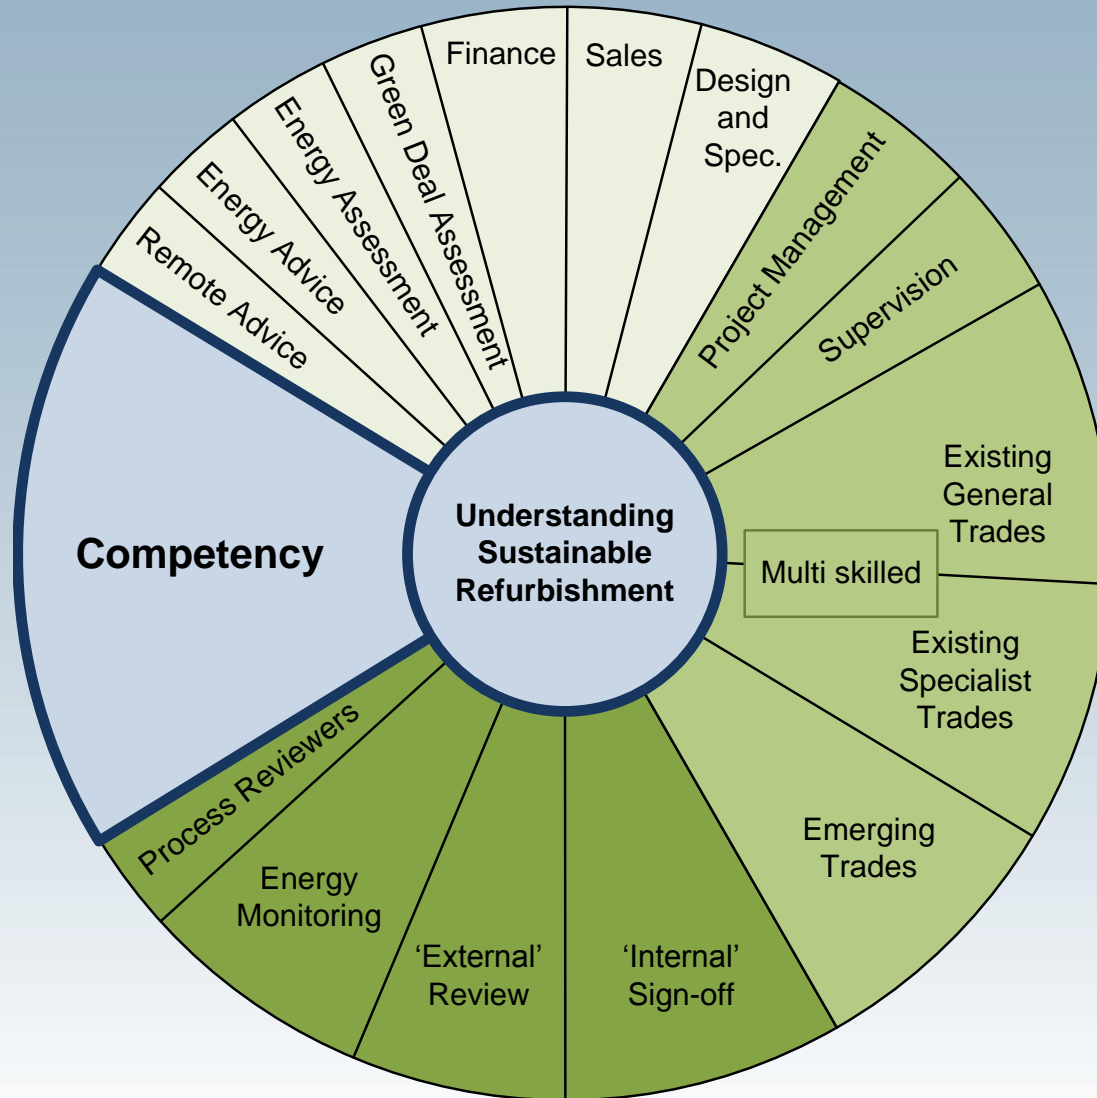 Finance
Sales
Design
and
Spec.
Green Deal Assessment
Energy Assessment
Energy Advice
Remote Advice
Project Management
Supervision
Existing
General
Trades
Understanding
Sustainable
Refurbishment
Competency
Multi skilled
Existing
Specialist
Trades
Process Reviewers
Energy
Monitoring
‘External’
Review
‘Internal’
Sign-off
Emerging
Trades